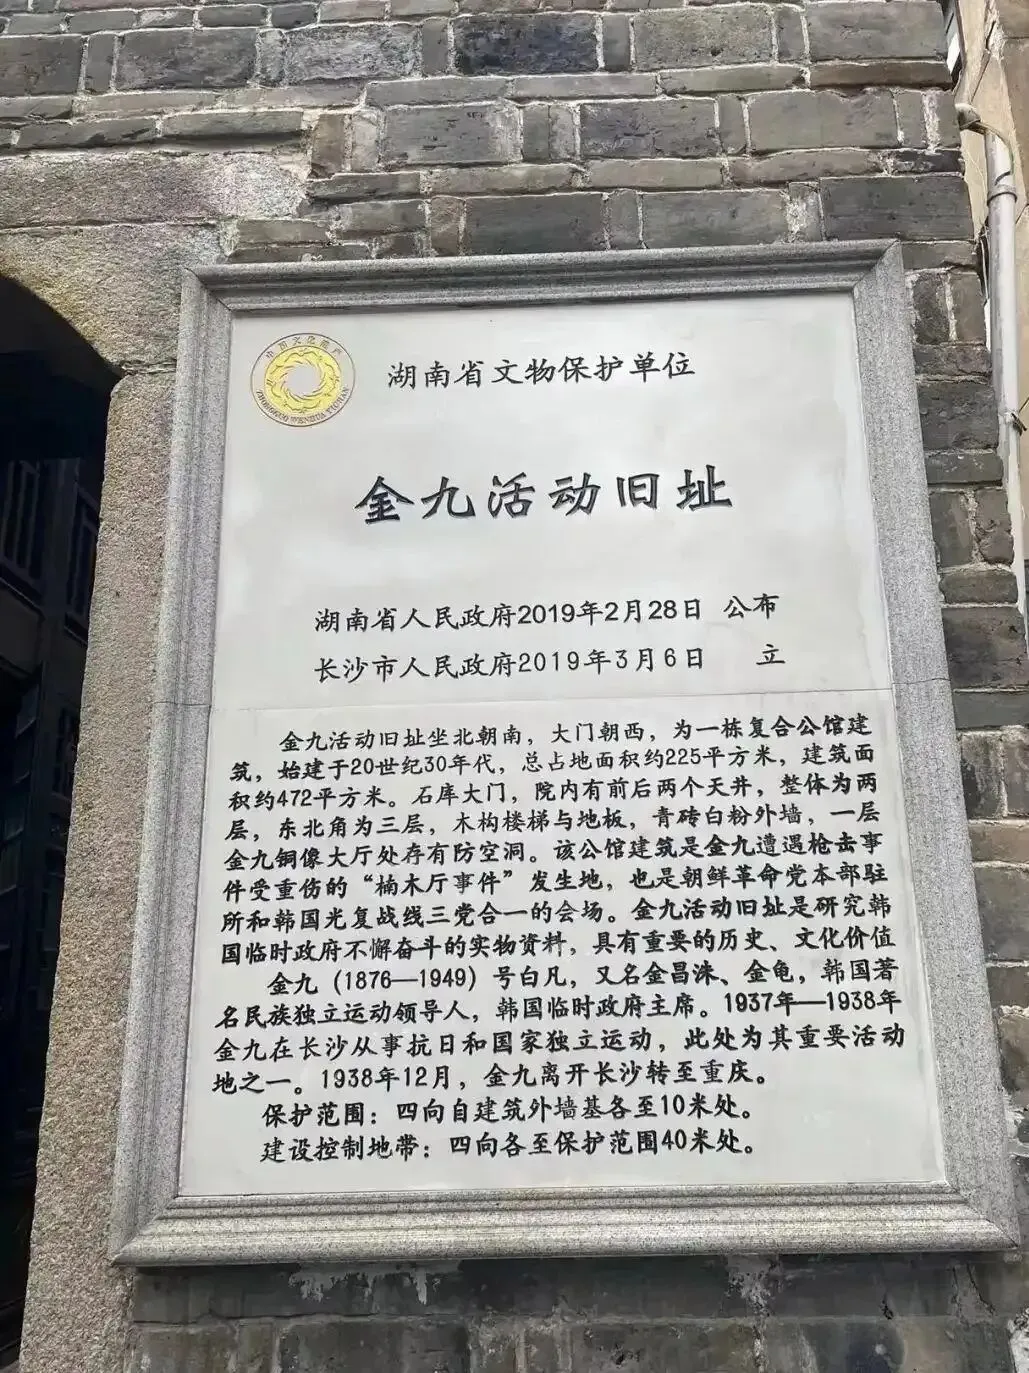 中国文化遗产
ZHONGGUO WENHUA YICHAN
湖南省文物保护单位
金九活动旧址
湖南省人民政府2019年2月28日 公布
长沙市人民政府2019年3月6日 立
金九活动旧址坐北朝南，大门朝西，为一栋复合公馆建
筑，始建于20世纪30年代，总占地面积约225平方米，建筑面
积约472平方米。石库大门，院内有前后两个天井，整体为两
层，东北角为三层，木构楼梯与地板，青砖白粉外墙，一层
金九铜像大厅处存有防空洞。该公馆建筑是金九遭遇枪击事
件受重伤的“楠木厅事件”发生地，也是朝鲜革命党本部驻
所和韩国光复战线三党合一的会场。金九活动旧址是研究韩
国临时政府不懈奋斗的实物资料，具有重要的历史、文化价值
金九（1876—1949）号白凡，又名金昌洙、金龟，韩国著
名民族独立运动领导人，韩国临时政府主席。1937年—1938年
金九在长沙从事抗日和国家独立运动，此处为其重要活动
地之一。1938年12月，金九离开长沙转至重庆。
保护范围：四向自建筑外墙基各至10米处。
建设控制地带：四向各至保护范围40米处。